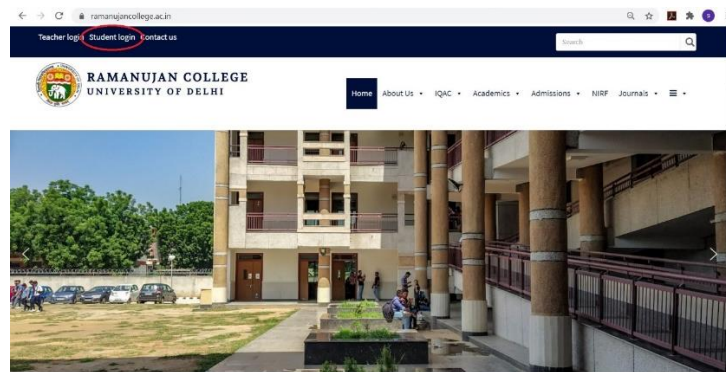 ramanujancollege.ac.in
Teacher login Student login Contact us
Search
RAMANUJAN COLLEGE
UNIVERSITY OF DELHI
Home About Us IQAC Academics Admissions NIRF Journals